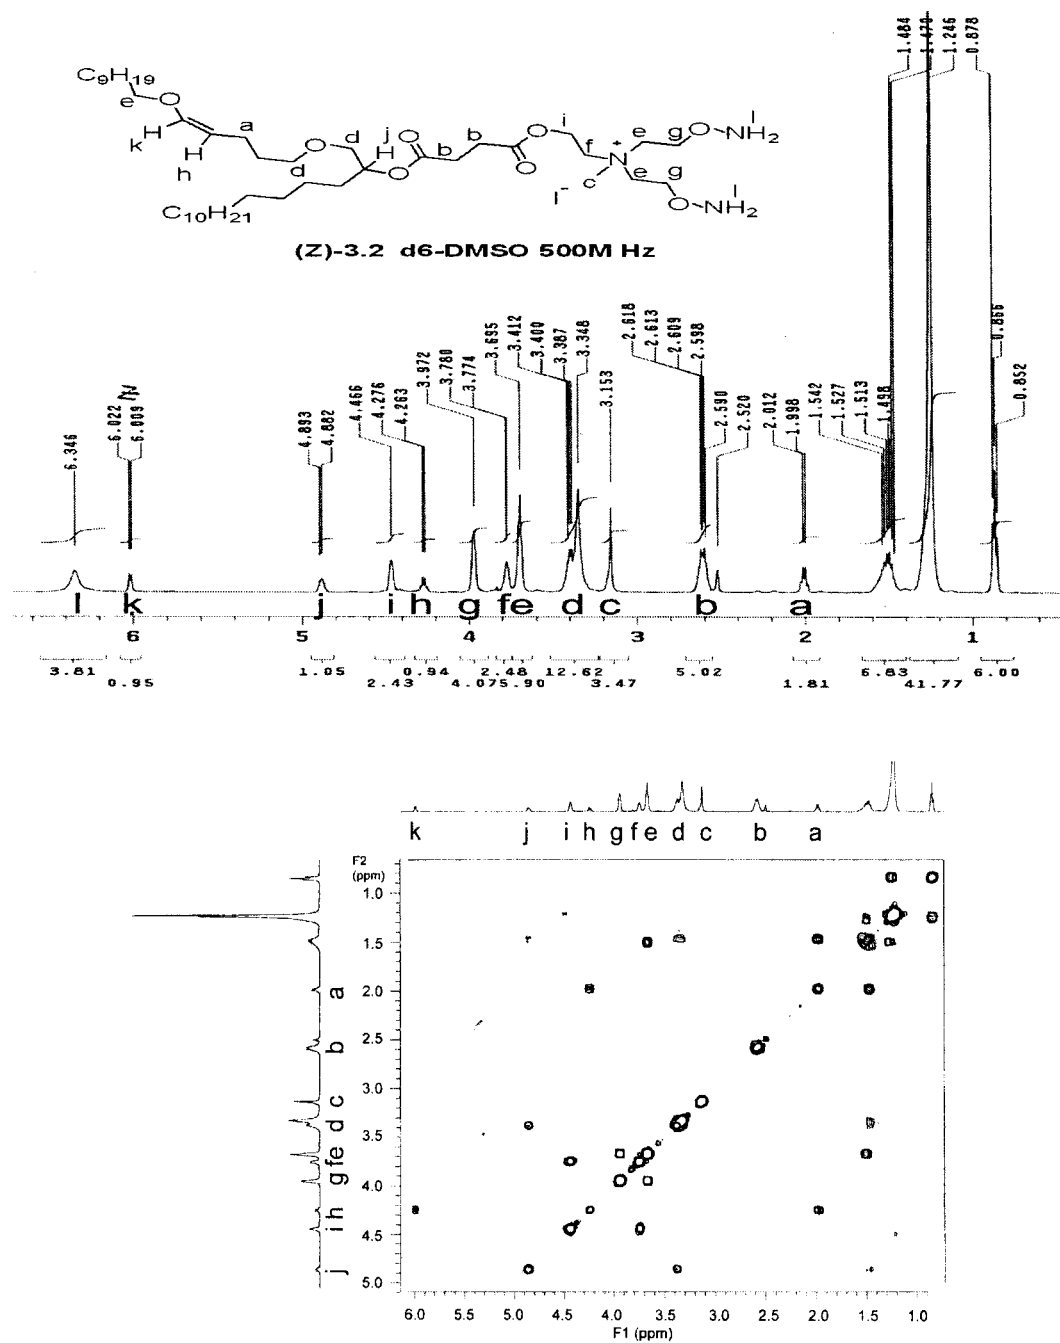 1.484
1.470
1.246
0.878
C9H19
e
O
k H
H
h
a
O
d
d
j
H
O
O
b
b
O
O
i
f
N
+
e
e
c
I-
g
g
O-NH2
l
O-NH2
l
C10H21
(Z)-3.2 d6-DMSO 500M Hz
6.346
6.022
6.009
4.893
4.882
4.466
4.276
4.263
3.972
3.780
3.774
3.695
3.412
3.400
3.387
3.348
3.153
2.618
2.613
2.609
2.598
2.590
2.520
2.012
1.998
1.542
1.527
1.513
1.498
0.866
0.852
l k j i h g f e d c b a
6 5 4 3 2 1
3.81 1.05 0.94 2.48 12.62 5.02 6.83 6.00
0.95 2.43 4.07 5.90 3.47 1.81 41.77
k j i h g f e d c b a
F2
(ppm)
1.0
1.5
a 2.0
b 2.5
3.0
c
d 3.5
f e
g 4.0
i h
4.5
j 5.0
6.0 5.5 5.0 4.5 4.0 3.5 3.0 2.5 2.0 1.5 1.0
F1 (ppm)